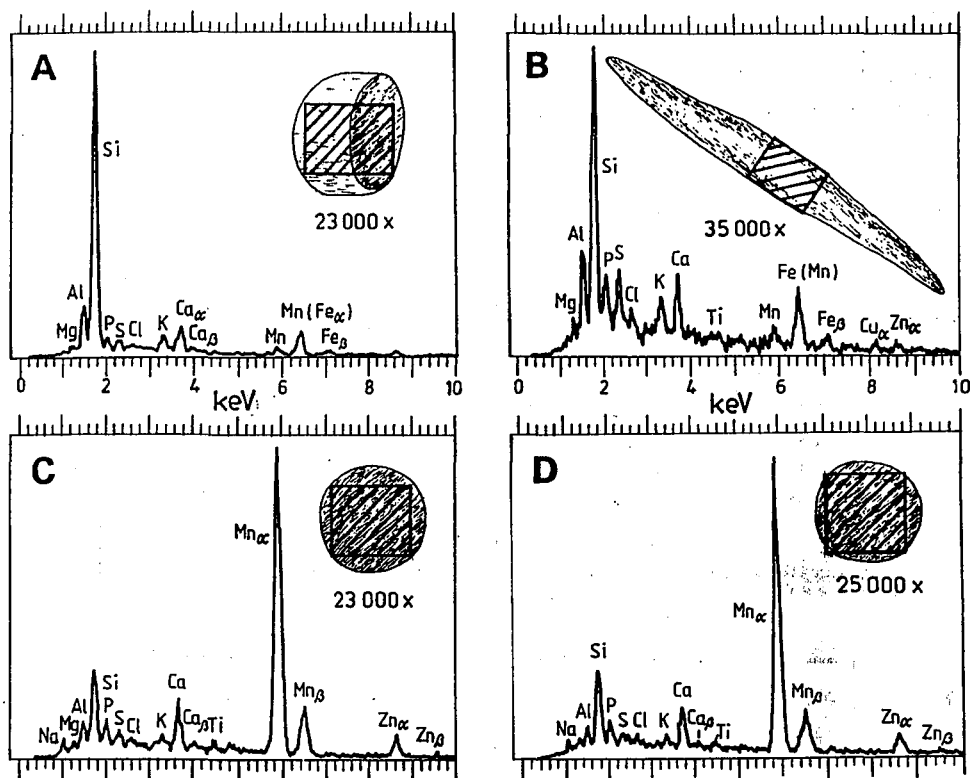 A
Si
Al
Mg
P S Cl
K
Caα
Caβ
Mn
Mn(Feα)
Feβ
23 000 x
0 2 4 6 8 10
keV
B
Si
Al
Mg
P S
Cl
K
Ca
Ti
Mn
Fe(Mn)
Feβ
Cuα Znα
35 000 x
0 2 4 6 8 10
keV
C
Mnα
Na
Mg
Al
Si
P
S Cl
K
Ca
Caβ Ti
Mnβ
Znα
Znβ
23 000 x
D
Mnα
Na
Al
Si
P
S Cl
K
Ca
Caβ
Ti
Mnβ
Znα
Znβ
25 000 x